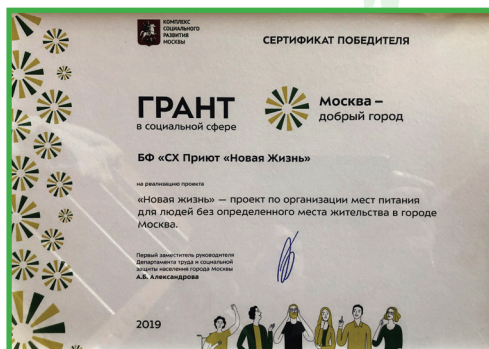 КОМПЛЕКС
СОЦИАЛЬНОГО
РАЗВИТИЯ
МОСКВЫ
СЕРТИФИКАТ ПОБЕДИТЕЛЯ
ГРАНТ
в социальной сфере
Москва –
добрый город
БФ «СХ Приют «Новая Жизнь»
на реализацию проекта
«Новая жизнь» — проект по организации мест питания
для людей без определенного места жительства в городе
Москва.
Первый заместитель руководителя
Департамента труда и социальной
защиты населения города Москвы
А.В. Александрова
2019